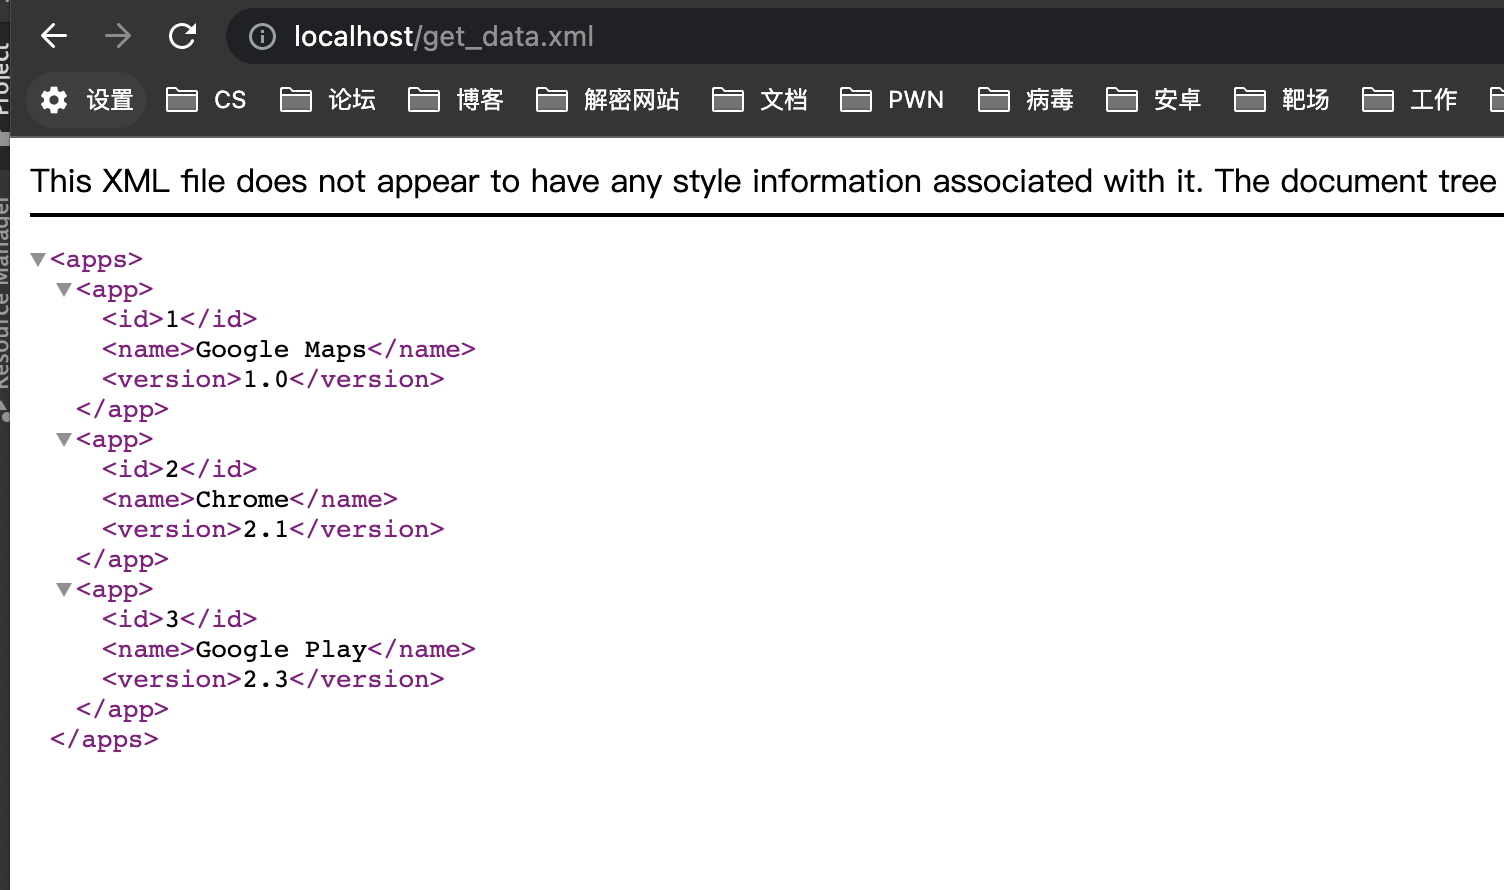 localhost/get_data.xml
设置 CS 论坛 博客 解密网站 文档 PWN 病毒 安卓 靶场 工作
Project
Resource Manager
This XML file does not appear to have any style information associated with it. The document tree
<apps>
<app>
<id>1</id>
<name>Google Maps</name>
<version>1.0</version>
</app>
<app>
<id>2</id>
<name>Chrome</name>
<version>2.1</version>
</app>
<app>
<id>3</id>
<name>Google Play</name>
<version>2.3</version>
</app>
</apps>